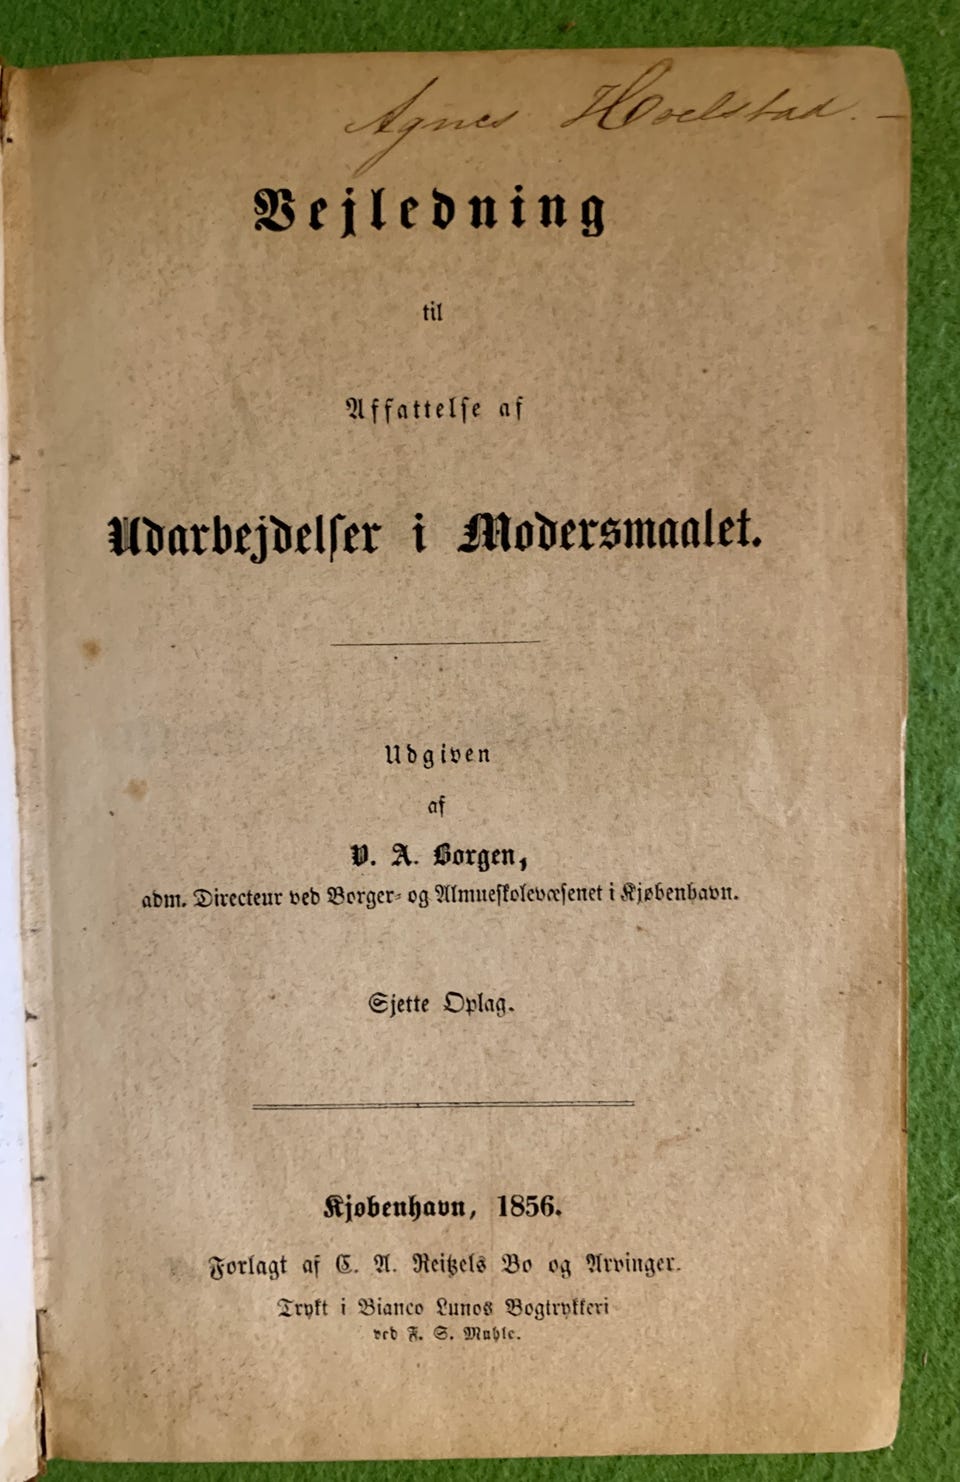 Agnes Hoelstad. –
Vejledning
til
Affattelse af
Udarbejdelser i Modersmaalet.
Udgiven
af
V. A. Borgen,
adm. Directeur ved Borger- og Almueskolevæsenet i Kjøbenhavn.
Sjette Oplag.
Kjøbenhavn, 1856.
Forlagt af C. A. Reitzels Bo og Arvinger.
Trykt i Bianco Lunos Bogtrykkeri
ved F. S. Muhle.